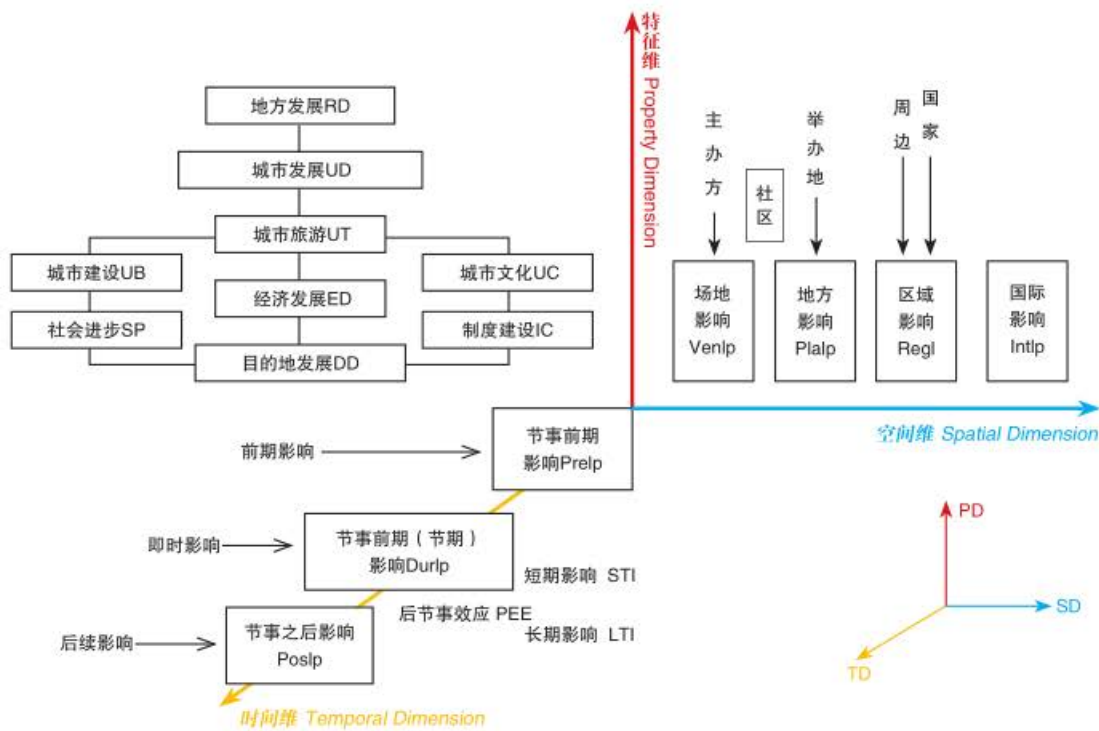 特征维 Property Dimension
地方发展RD
城市发展UD
城市旅游UT
城市建设UB
城市文化UC
经济发展ED
社会进步SP
制度建设IC
目的地发展DD
主办方
社区
举办地
周边
国家
场地
影响
VenIp
地方
影响
PlaIp
区域
影响
RegI
国际
影响
IntIp
空间维 Spatial Dimension
前期影响
节事前期
影响PreIp
即时影响
节事前期（节期）
影响DurIp
短期影响 STI
后节事效应 PEE
长期影响 LTI
后续影响
节事之后影响
PosIp
时间维 Temporal Dimension
PD
SD
TD